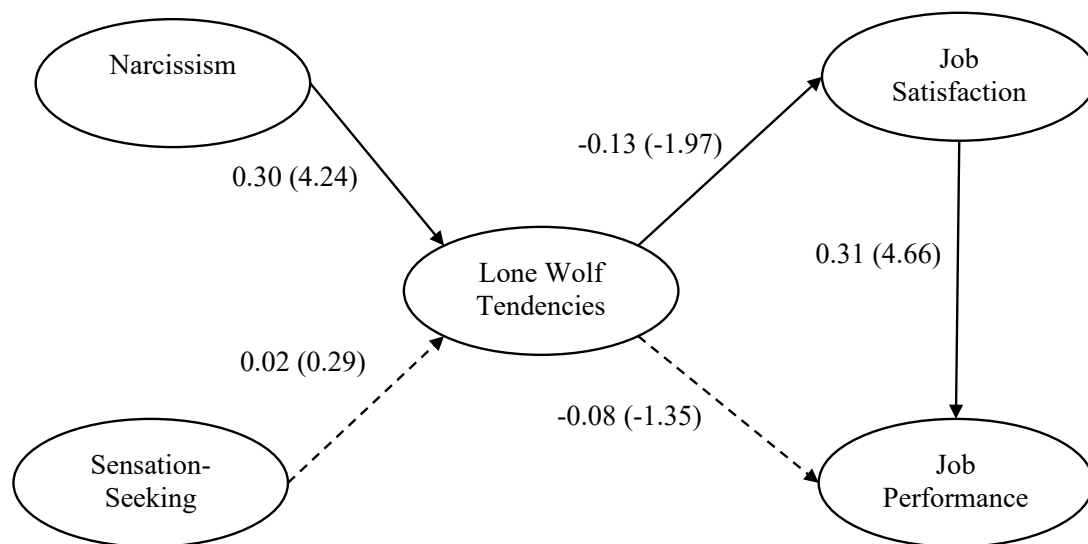 Narcissism
Job
Satisfaction
-0.13 (-1.97)
0.30 (4.24)
0.31 (4.66)
Lone Wolf
Tendencies
0.02 (0.29)
-0.08 (-1.35)
Sensation-
Seeking
Job
Performance